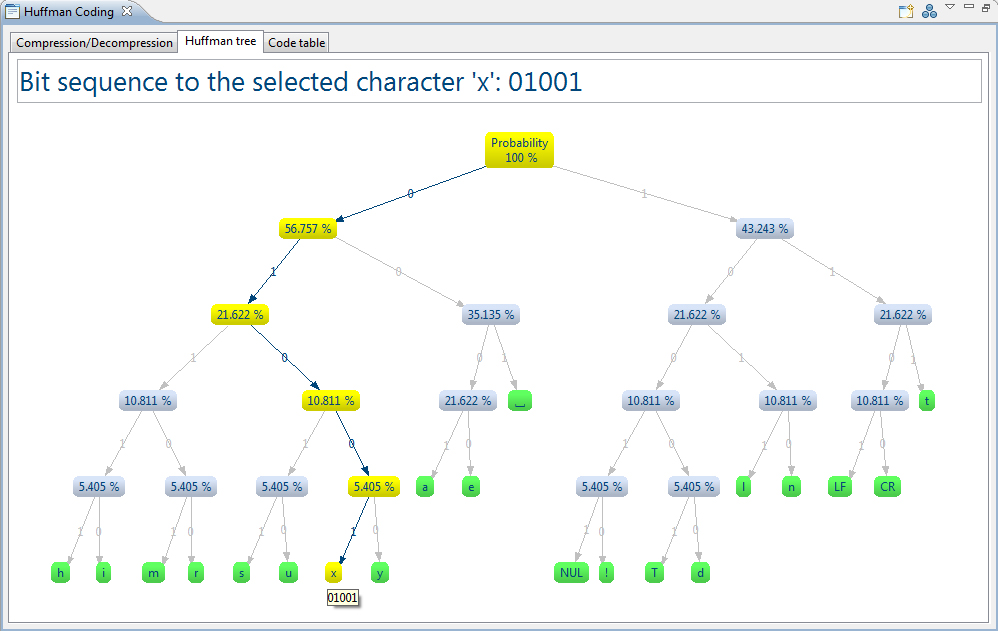 Huffman Coding
Compression/Decompression Huffman tree Code table
Bit sequence to the selected character 'x': 01001
Probability
100 %
0 1
56.757 % 43.243 %
1 0 0 1
21.622 % 35.135 % 21.622 % 21.622 %
1 0 0 1 0 1 0 1
10.811 % 10.811 % 21.622 % ⎵ 10.811 % 10.811 % 10.811 % t
1 0 1 0 1 0 1 0 1 0 1 0
5.405 % 5.405 % 5.405 % 5.405 % a e 5.405 % 5.405 % l n LF CR
1 0 1 0 1 0 1 0 1 0 1 0
h i m r s u x y NUL ! T d
01001